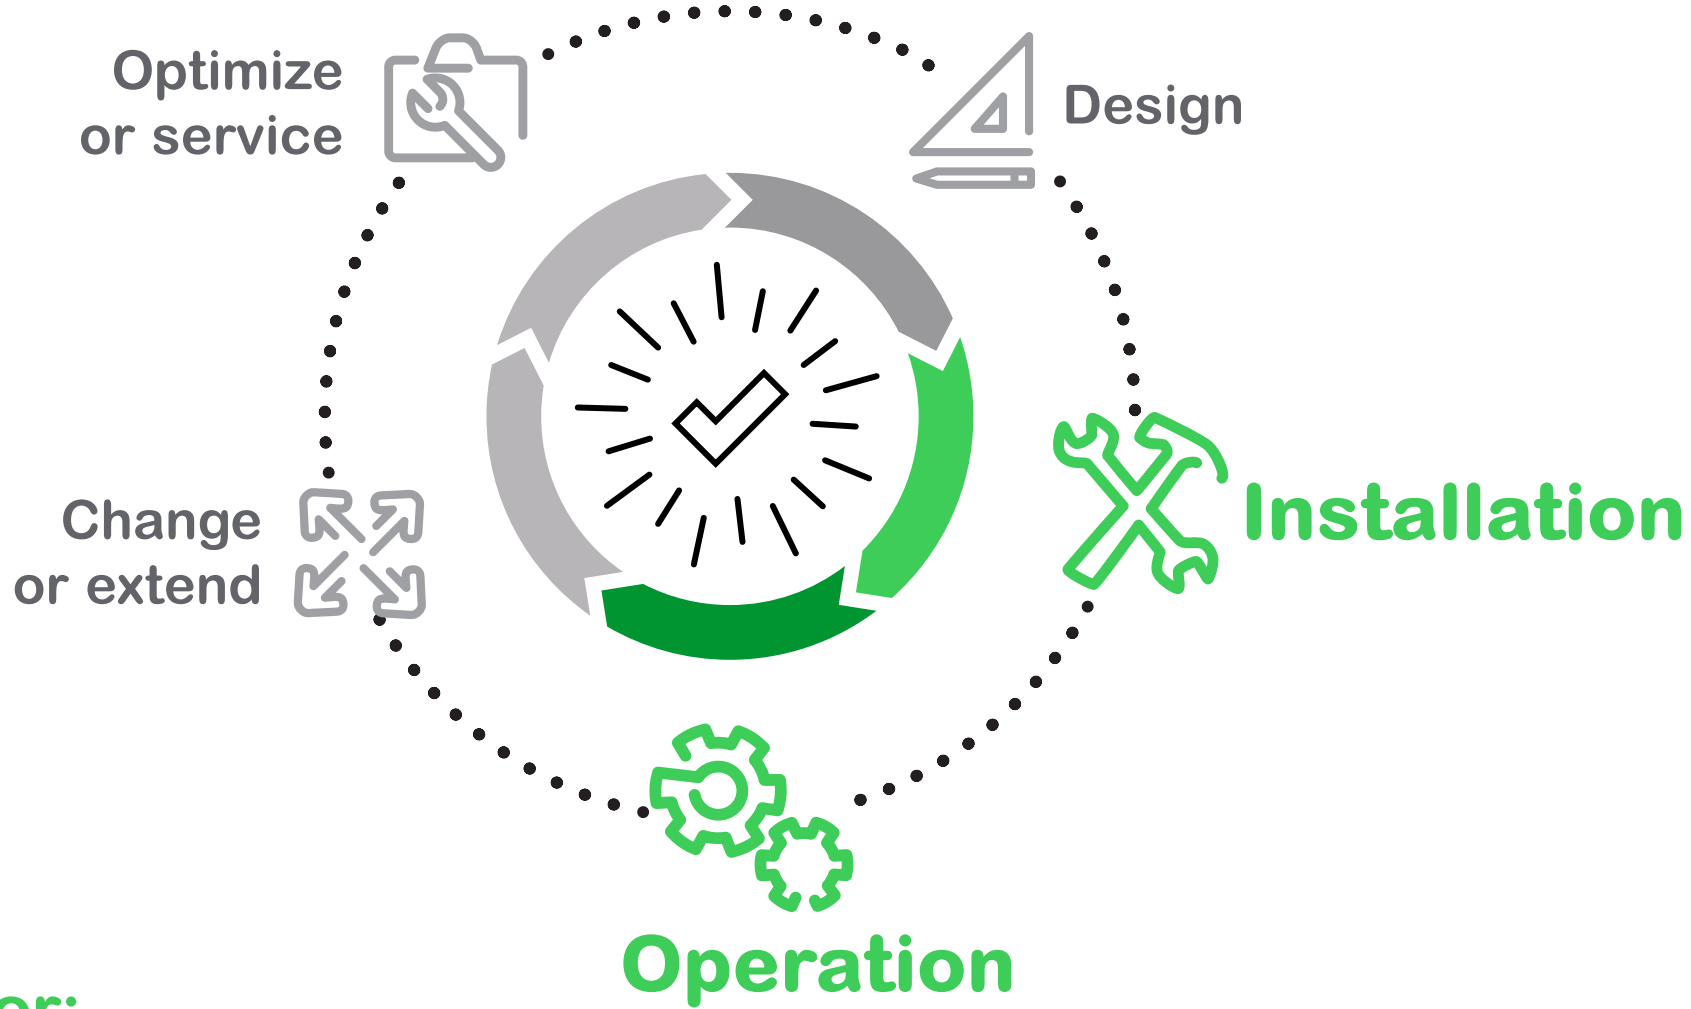 Optimize
or service
Design
Installation
Operation
Change
or extend